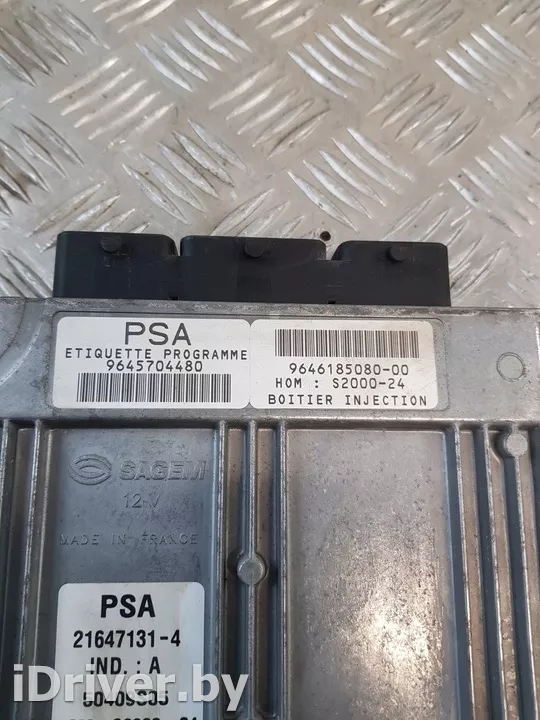 PSA
ETIQUETTE PROGRAMME
9645704480
9646185080-00
HOM : S2000-24
BOITIER INJECTION
SAGEM
12 V
MADE IN FRANCE
PSA
21647131-4
IND. : A
iDriver.by